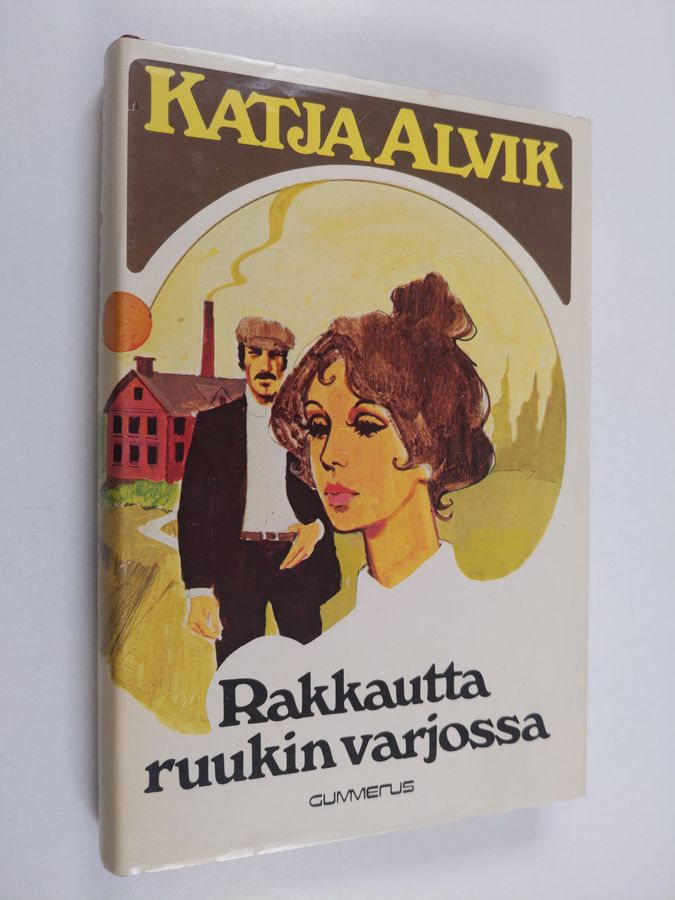 KATJA ALVIK
Rakkautta
ruukin varjossa
GUMMERUS